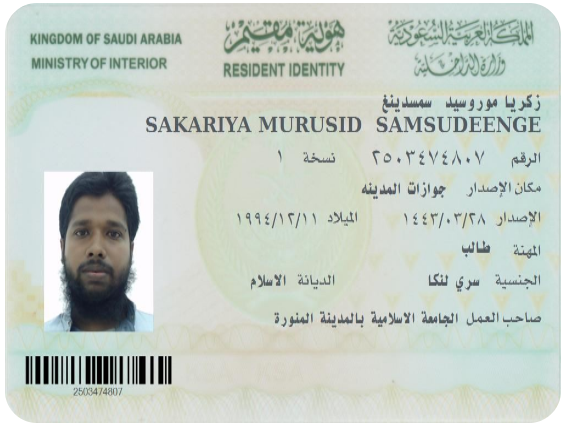 KINGDOM OF SAUDI ARABIA
MINISTRY OF INTERIOR
هوية مقيم
RESIDENT IDENTITY
المملكة العربية السعودية
وزارة الداخلية
زكريا موروسيد سمسدينغ
SAKARIYA MURUSID SAMSUDEENGE
الرقم ٢٥٠٣٤٧٤٨٠٧ نسخة ١
مكان الإصدار جوازات المدينه
الإصدار ١٤٤٣/٠٣/٢٨ الميلاد ١٩٩٤/١٢/١١
المهنة طالب
الجنسية سري لنكا الديانة الاسلام
صاحب العمل الجامعة الاسلامية بالمدينة المنورة
2503474807